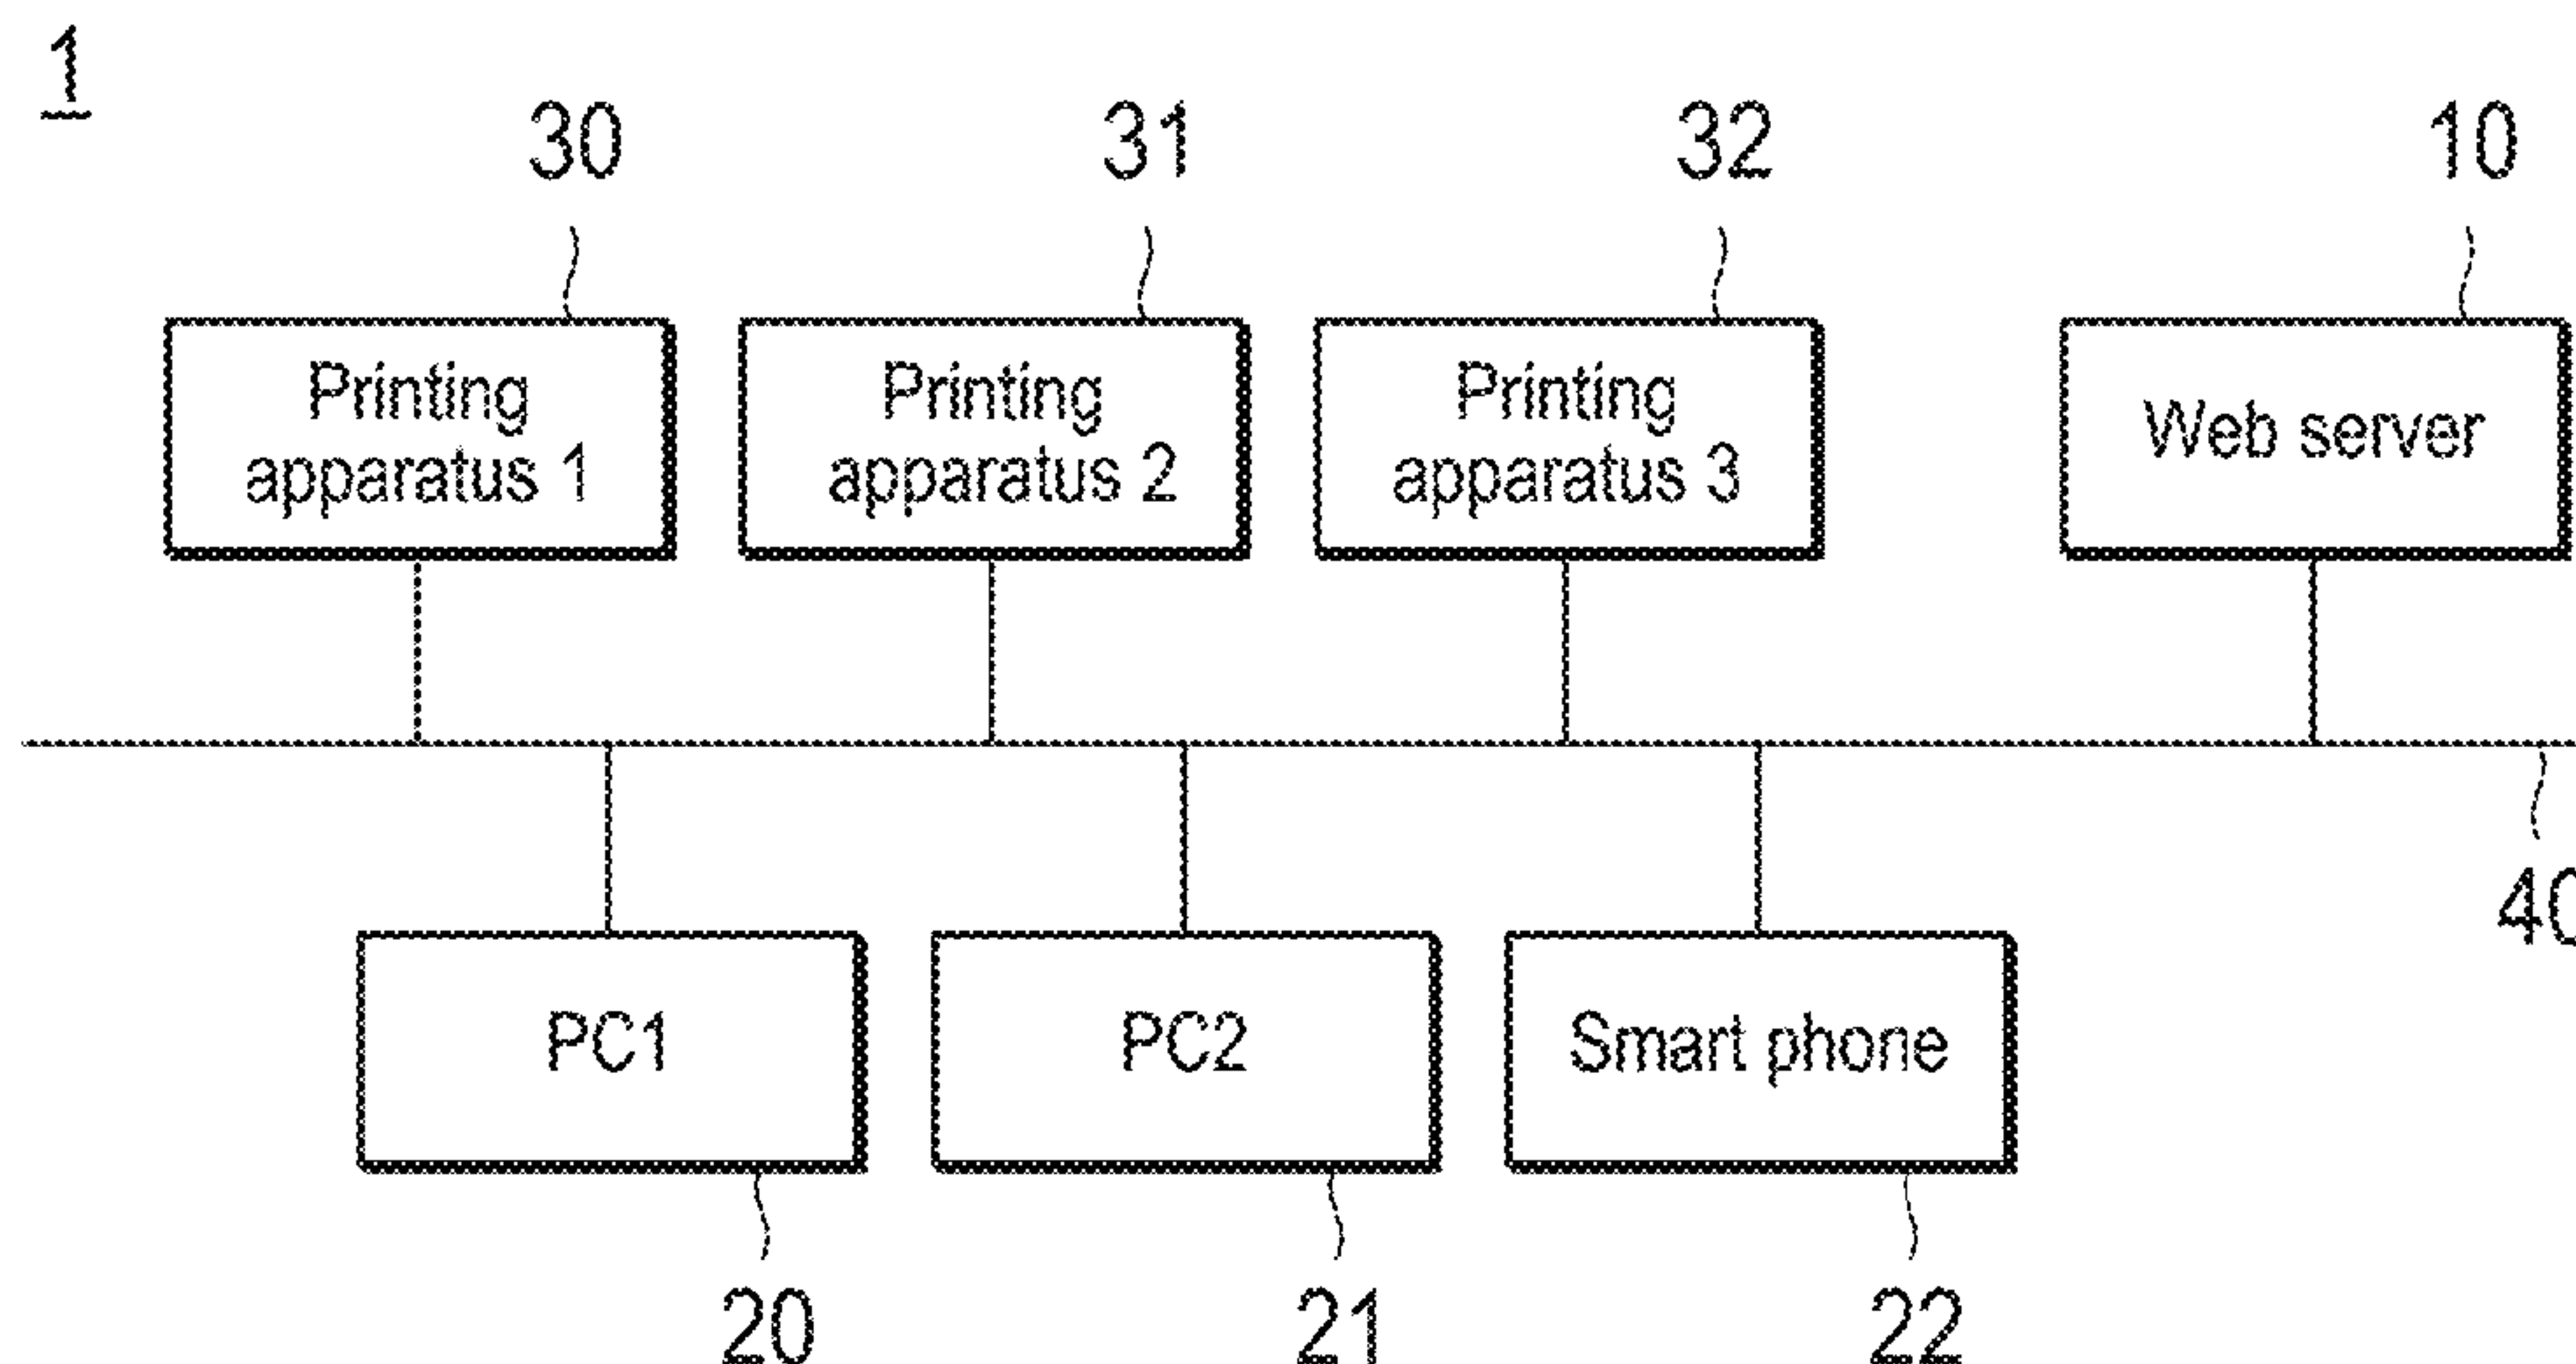 1
30
31
32
10
Printing
apparatus 1
Printing
apparatus 2
Printing
apparatus 3
Web server
40
PC1
PC2
Smart phone
20
21
22